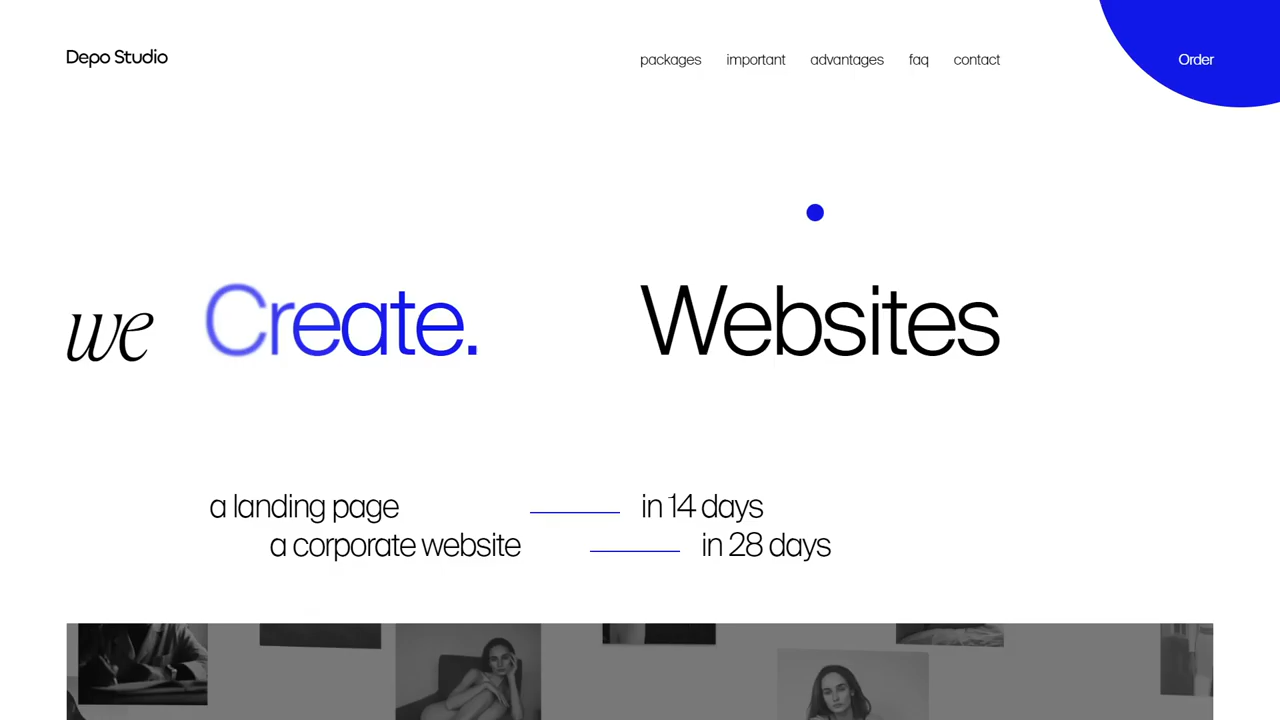 Depo Studio
packages important advantages faq contact
Order
we Create. Websites
a landing page in 14 days
a corporate website in 28 days